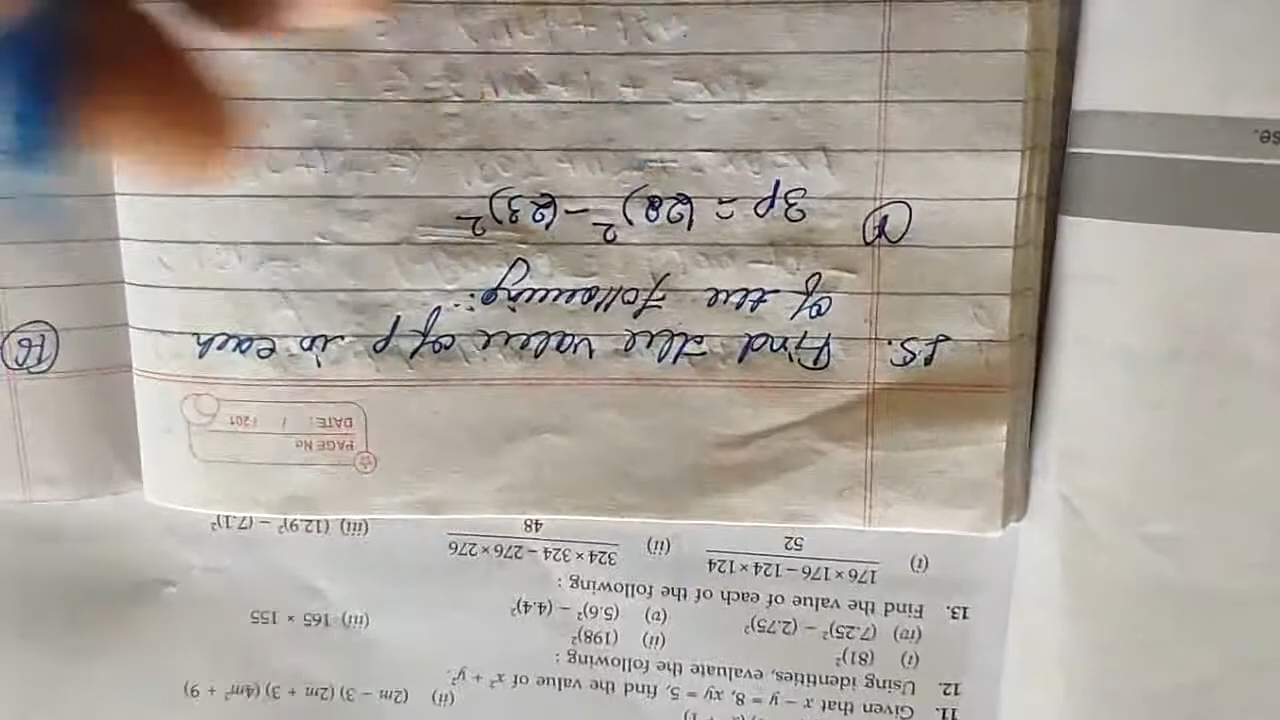 PAGE No
DATE: / /201
15. Find the value of p in each
of the following:
3p = (28)² - (23)²
16
se.
11. Given that x – y = 8, xy = 5, find the value of x² + y².
(ii) (2m – 3) (2m + 3) (4m² + 9)
12. Using identities, evaluate the following :
(i) (81)² (ii) (198)² (iii) 165 × 155
(iv) (7.25)² – (2.75)² (v) (5.6)² – (4.4)²
13. Find the value of each of the following :
(i) 176 × 176 – 124 × 124 / 52 (ii) 324 × 324 – 276 × 276 / 48 (iii) (12.9)² – (7.1)²